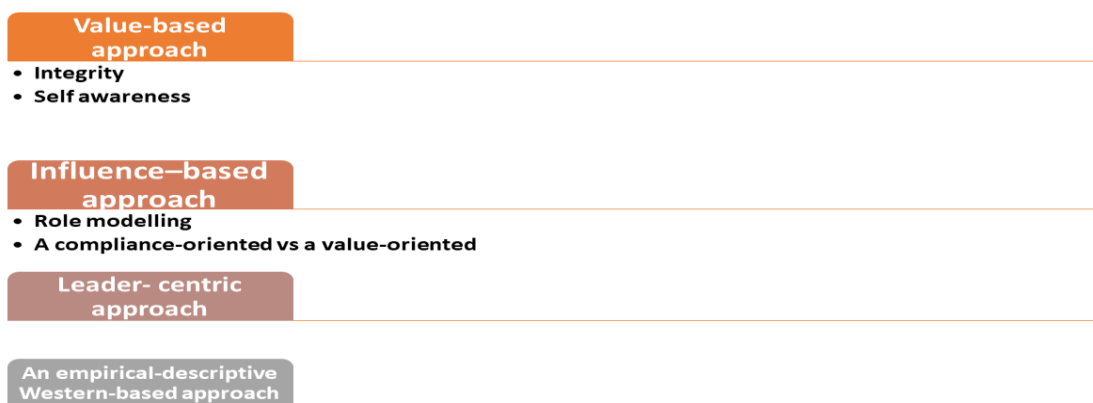 Value-based
approach
• Integrity
• Self awareness
Influence–based
approach
• Role modelling
• A compliance-oriented vs a value-oriented
Leader- centric
approach
An empirical-descriptive
Western-based approach